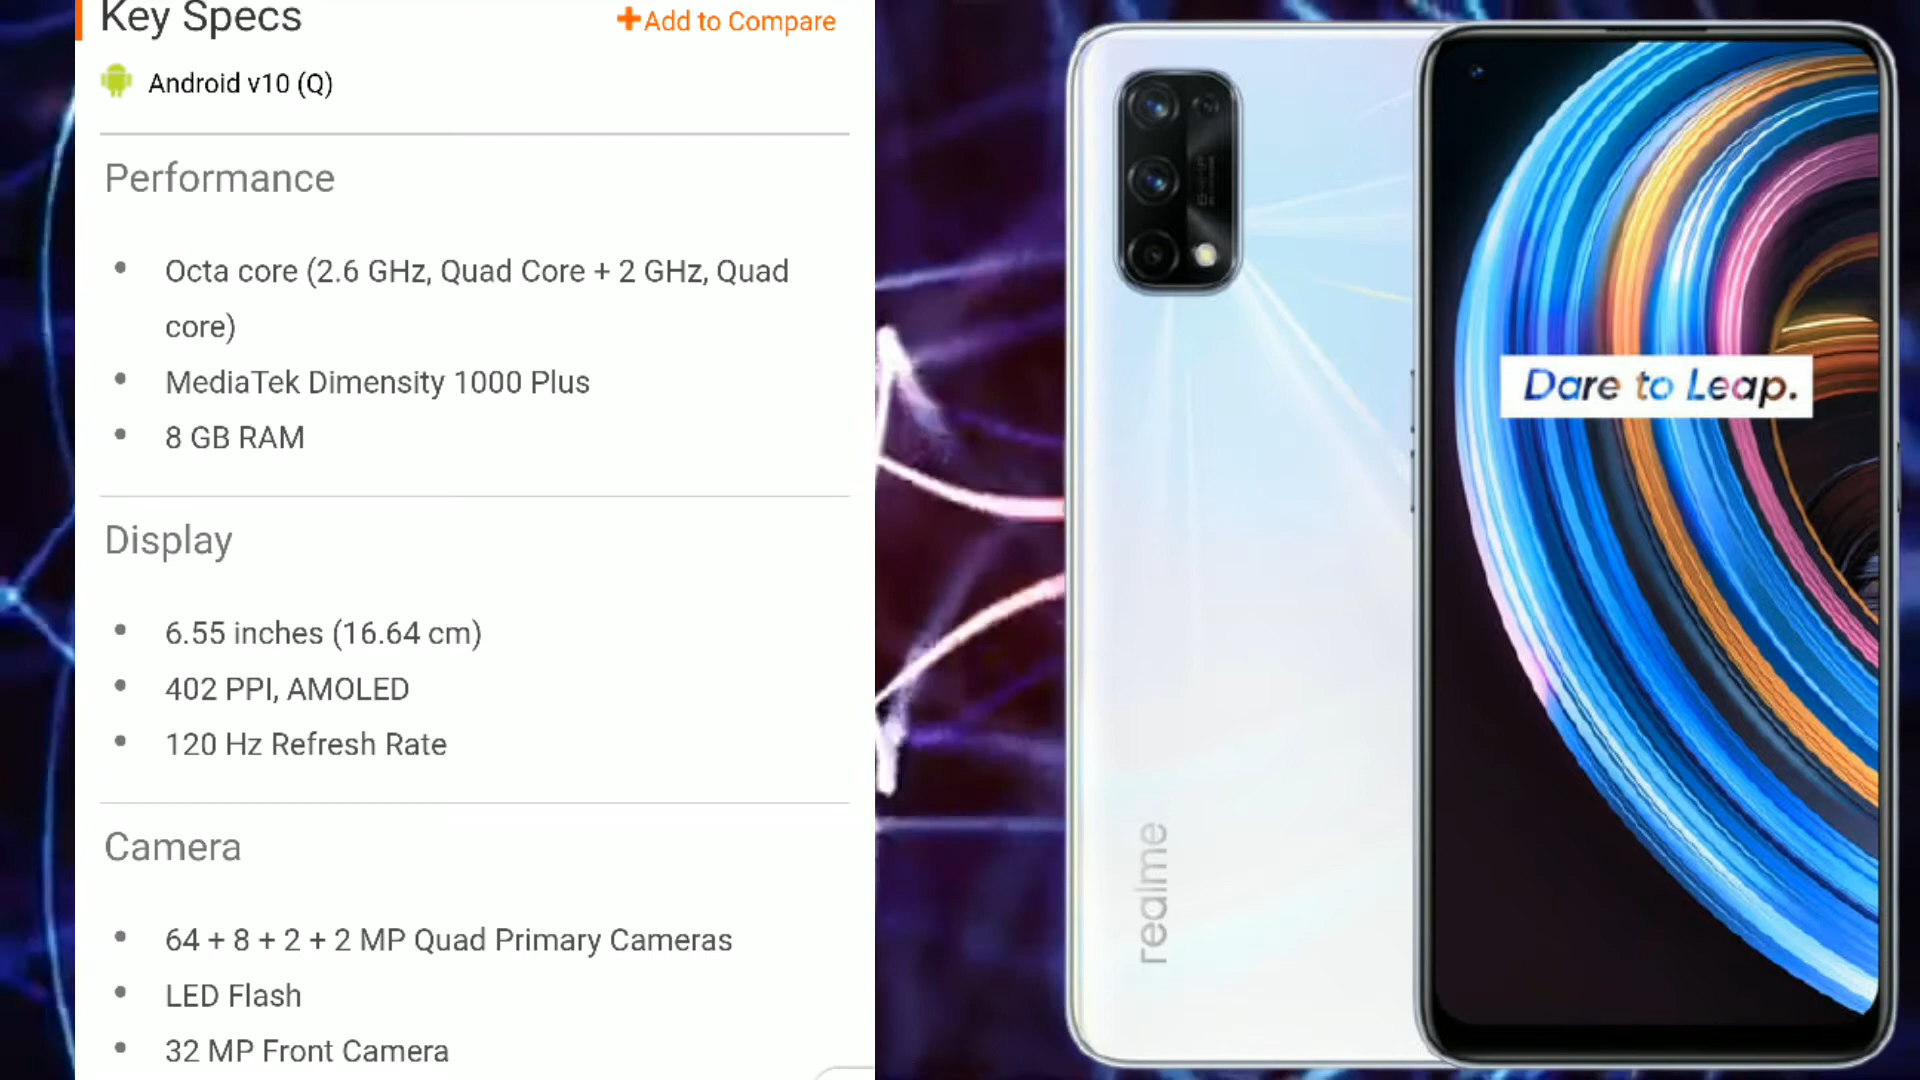 Key Specs
+Add to Compare
Android v10 (Q)
Performance
• Octa core (2.6 GHz, Quad Core + 2 GHz, Quad
core)
• MediaTek Dimensity 1000 Plus
• 8 GB RAM
Display
• 6.55 inches (16.64 cm)
• 402 PPI, AMOLED
• 120 Hz Refresh Rate
Camera
• 64 + 8 + 2 + 2 MP Quad Primary Cameras
• LED Flash
• 32 MP Front Camera
Dare to Leap.
realme